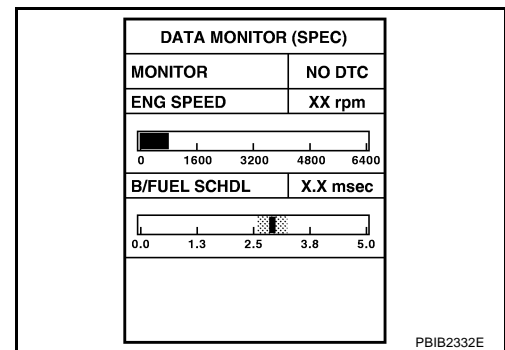 DATA MONITOR (SPEC)
MONITOR NO DTC
ENG SPEED XX rpm
0 1600 3200 4800 6400
B/FUEL SCHDL X.X msec
0.0 1.3 2.5 3.8 5.0
PBIB2332E